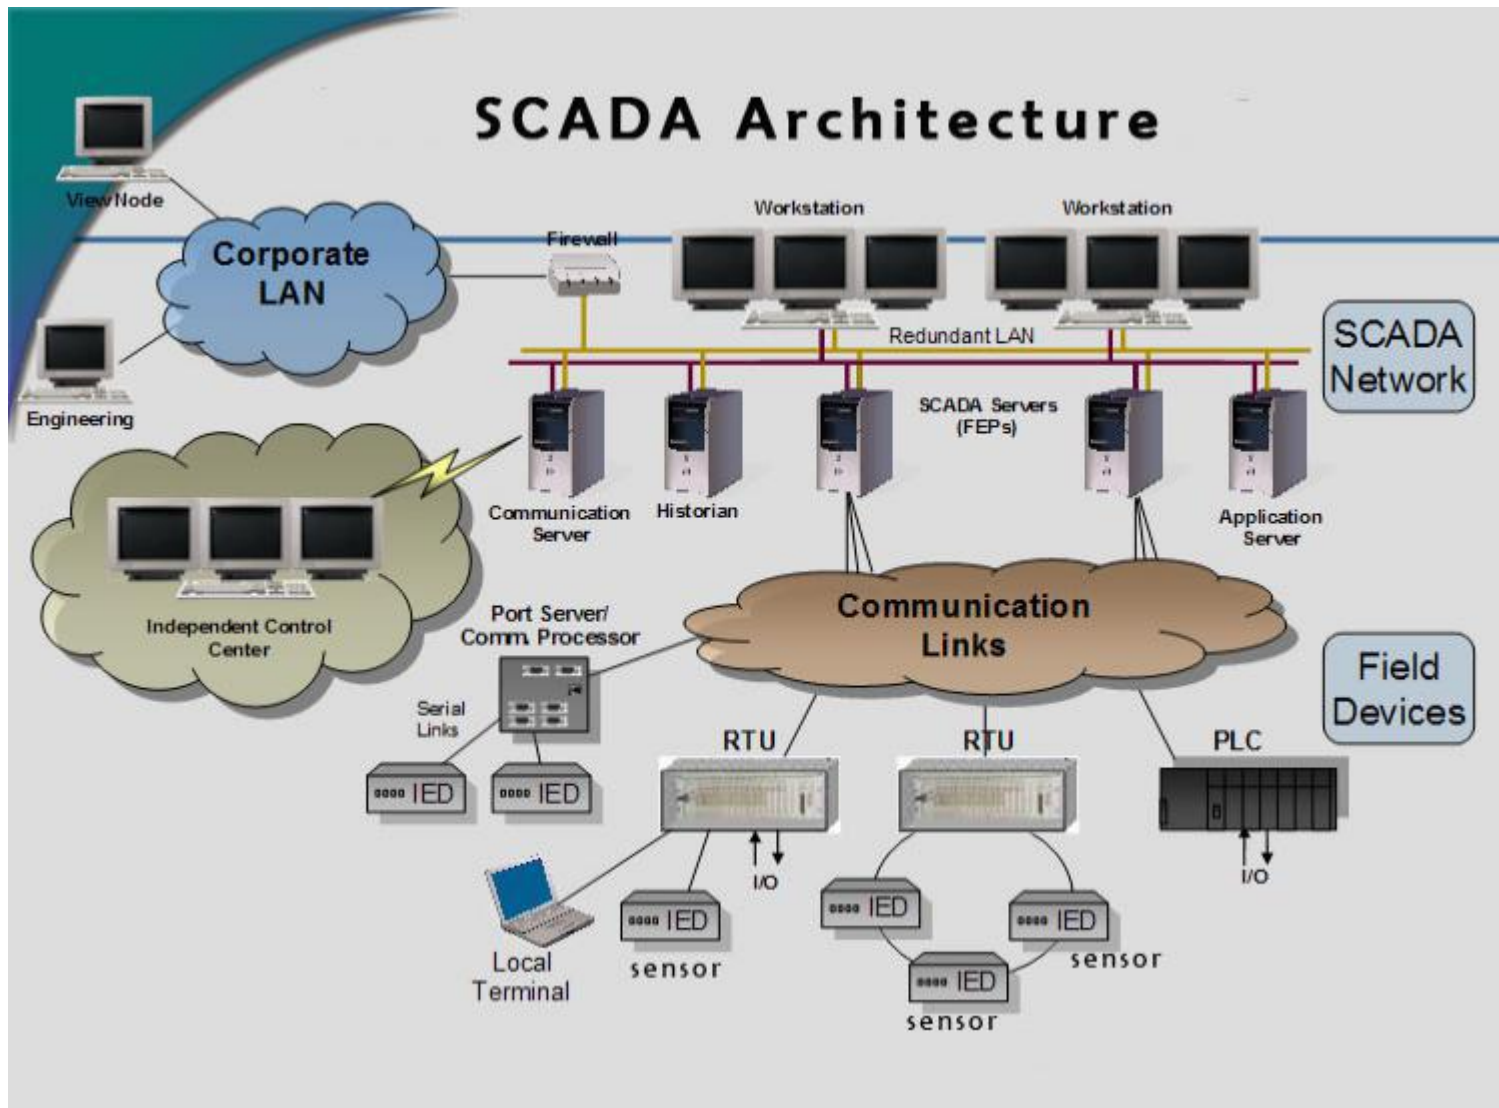 SCADA Architecture
View Node
Corporate
LAN
Firewall
Workstation
Workstation
Engineering
Redundant LAN
SCADA
Network
SCADA Servers
(FEPs)
Communication
Server
Historian
Application
Server
Independent Control
Center
Port Server/
Comm. Processor
Communication
Links
Field
Devices
Serial
Links
RTU
RTU
PLC
IED
IED
I/O
I/O
IED
IED
IED
IED
sensor
sensor
sensor
Local
Terminal